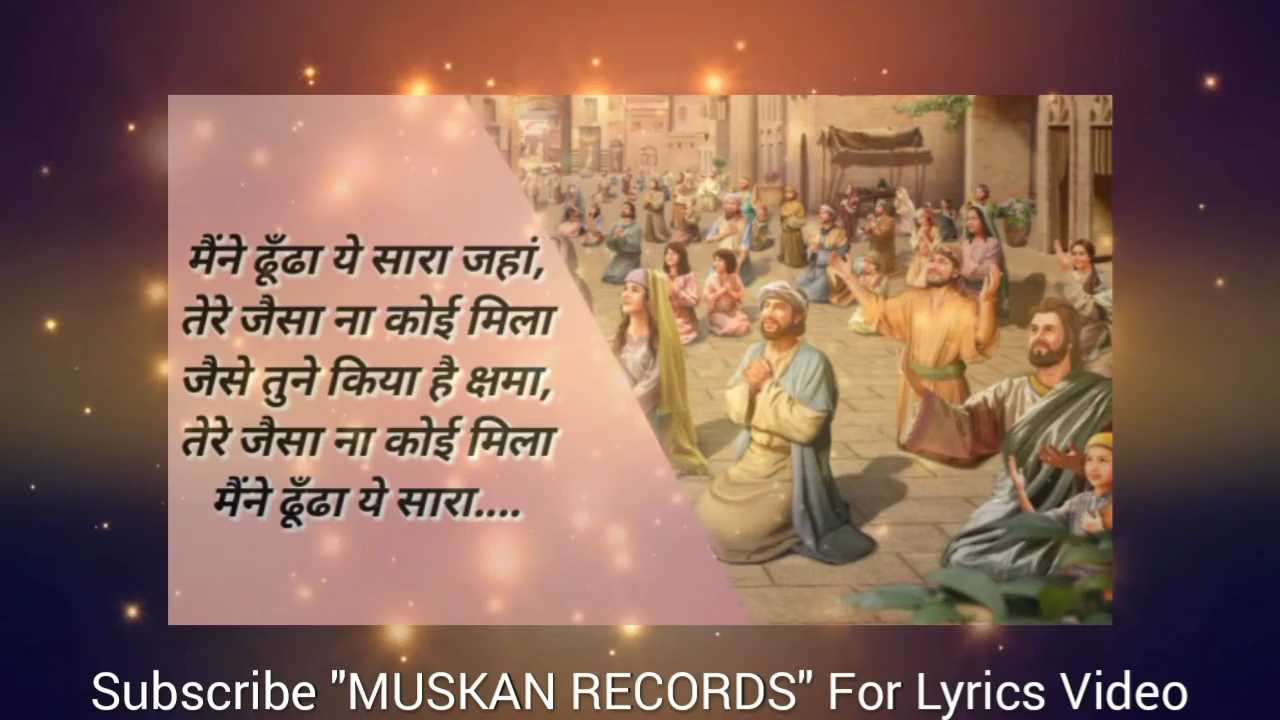 मैंने ढूँढा ये सारा जहां,
तेरे जैसा ना कोई मिला
जैसे तुने किया है क्षमा,
तेरे जैसा ना कोई मिला
मैंने ढूँढा ये सारा....
Subscribe "MUSKAN RECORDS" For Lyrics Video